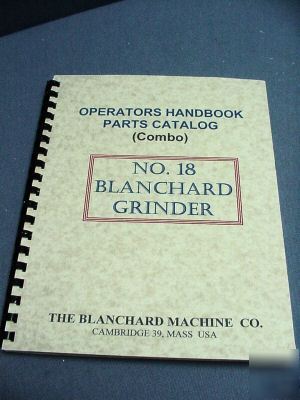 OPERATORS HANDBOOK
PARTS CATALOG
(Combo)
NO. 18
BLANCHARD
GRINDER
THE BLANCHARD MACHINE CO.
CAMBRIDGE 39, MASS USA